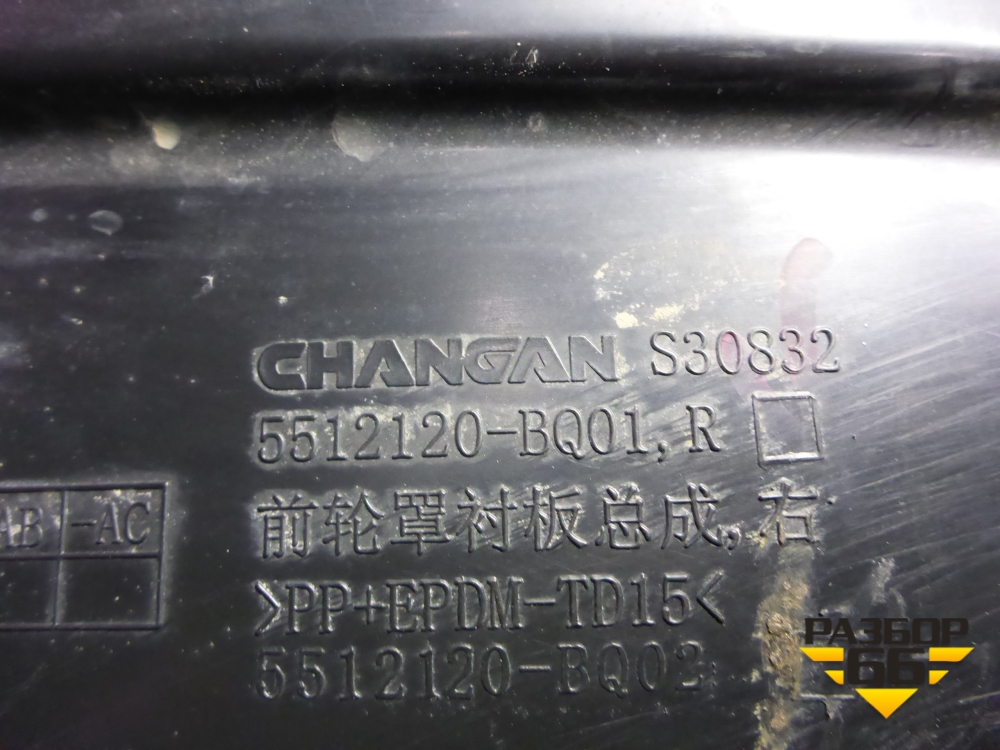 CHANGAN S30832
5512120-BQ01,R
前轮罩衬板总成,右
AB -AC
>PP+EPDM-TD15<
5512120-BQ02
РАЗБОР
66